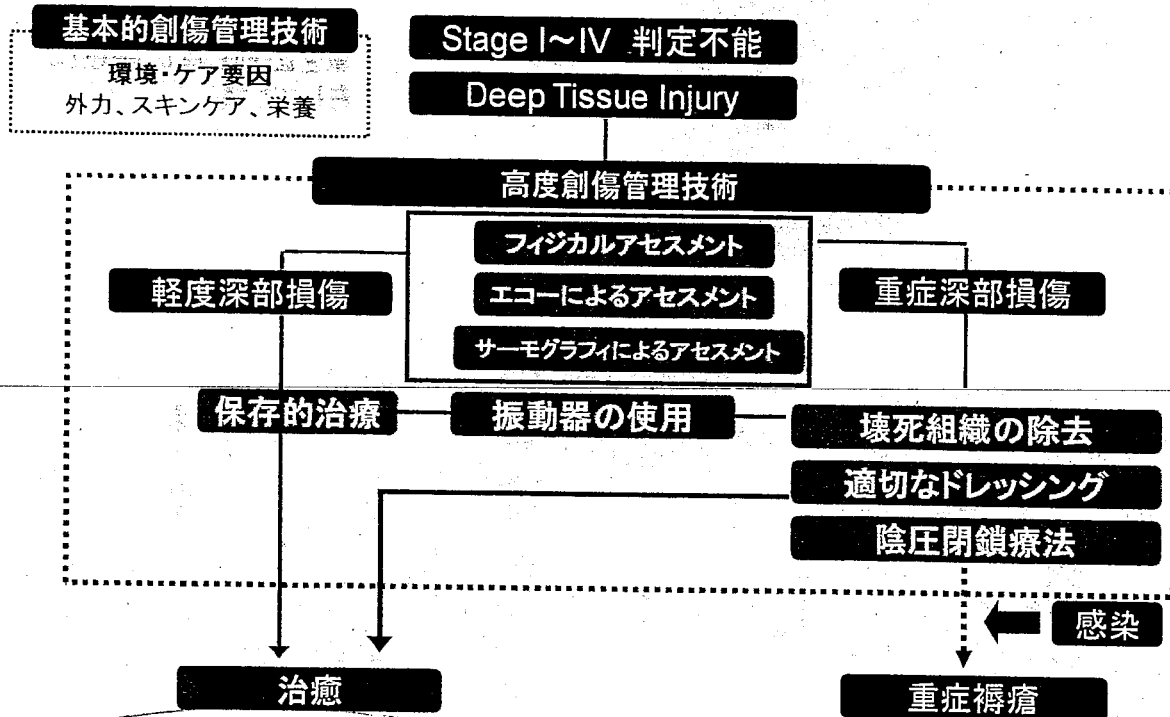 基本的創傷管理技術
環境・ケア要因
外力、スキンケア、栄養
Stage I～IV 判定不能
Deep Tissue Injury
高度創傷管理技術
フィジカルアセスメント
エコーによるアセスメント
サーモグラフィによるアセスメント
軽度深部損傷
重症深部損傷
保存的治療
振動器の使用
壊死組織の除去
適切なドレッシング
陰圧閉鎖療法
感染
治癒
重症褥瘡